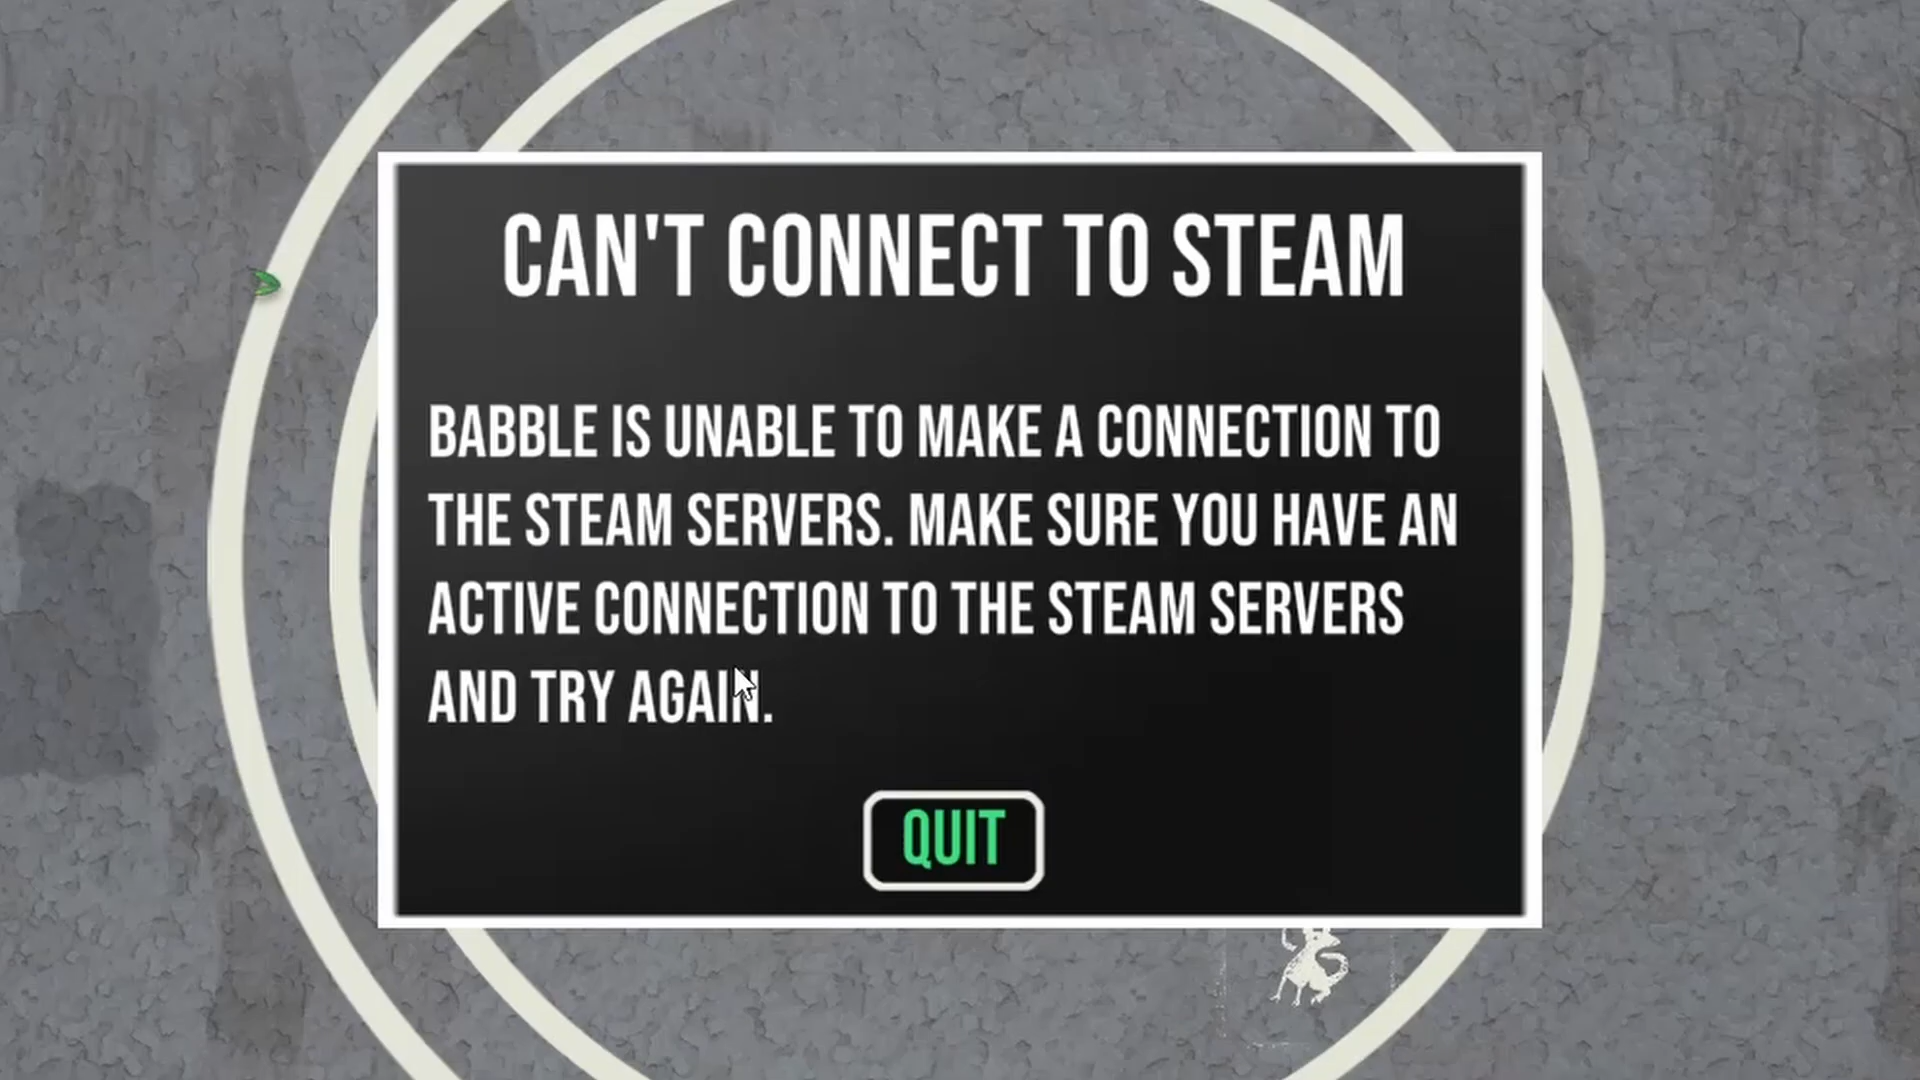 CAN'T CONNECT TO STEAM
BABBLE IS UNABLE TO MAKE A CONNECTION TO
THE STEAM SERVERS. MAKE SURE YOU HAVE AN
ACTIVE CONNECTION TO THE STEAM SERVERS
AND TRY AGAIN.
QUIT